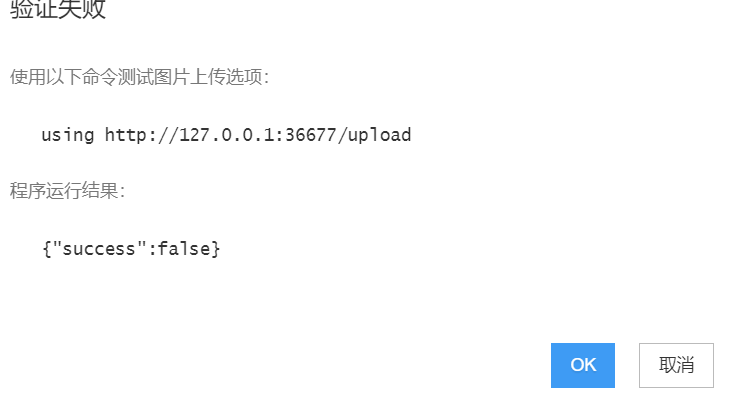 验证失败
使用以下命令测试图片上传选项：
using http://127.0.0.1:36677/upload
程序运行结果：
{"success":false}
OK
取消